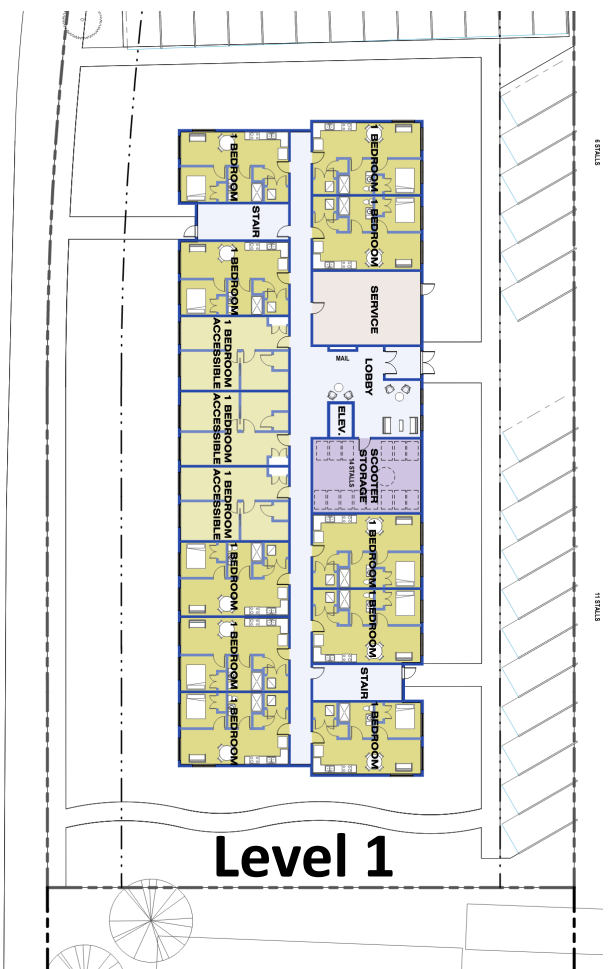 6 STALLS
1 BEDROOM
1 BEDROOM
STAIR
1 BEDROOM
1 BEDROOM
SERVICE
MAIL
LOBBY
1 BEDROOM
ACCESSIBLE
1 BEDROOM
ACCESSIBLE
ELEV.
SCOOTER
STORAGE
14 STALLS
1 BEDROOM
ACCESSIBLE
1 BEDROOM
1 BEDROOM
11 STALLS
1 BEDROOM
1 BEDROOM
STAIR
1 BEDROOM
1 BEDROOM
Level 1